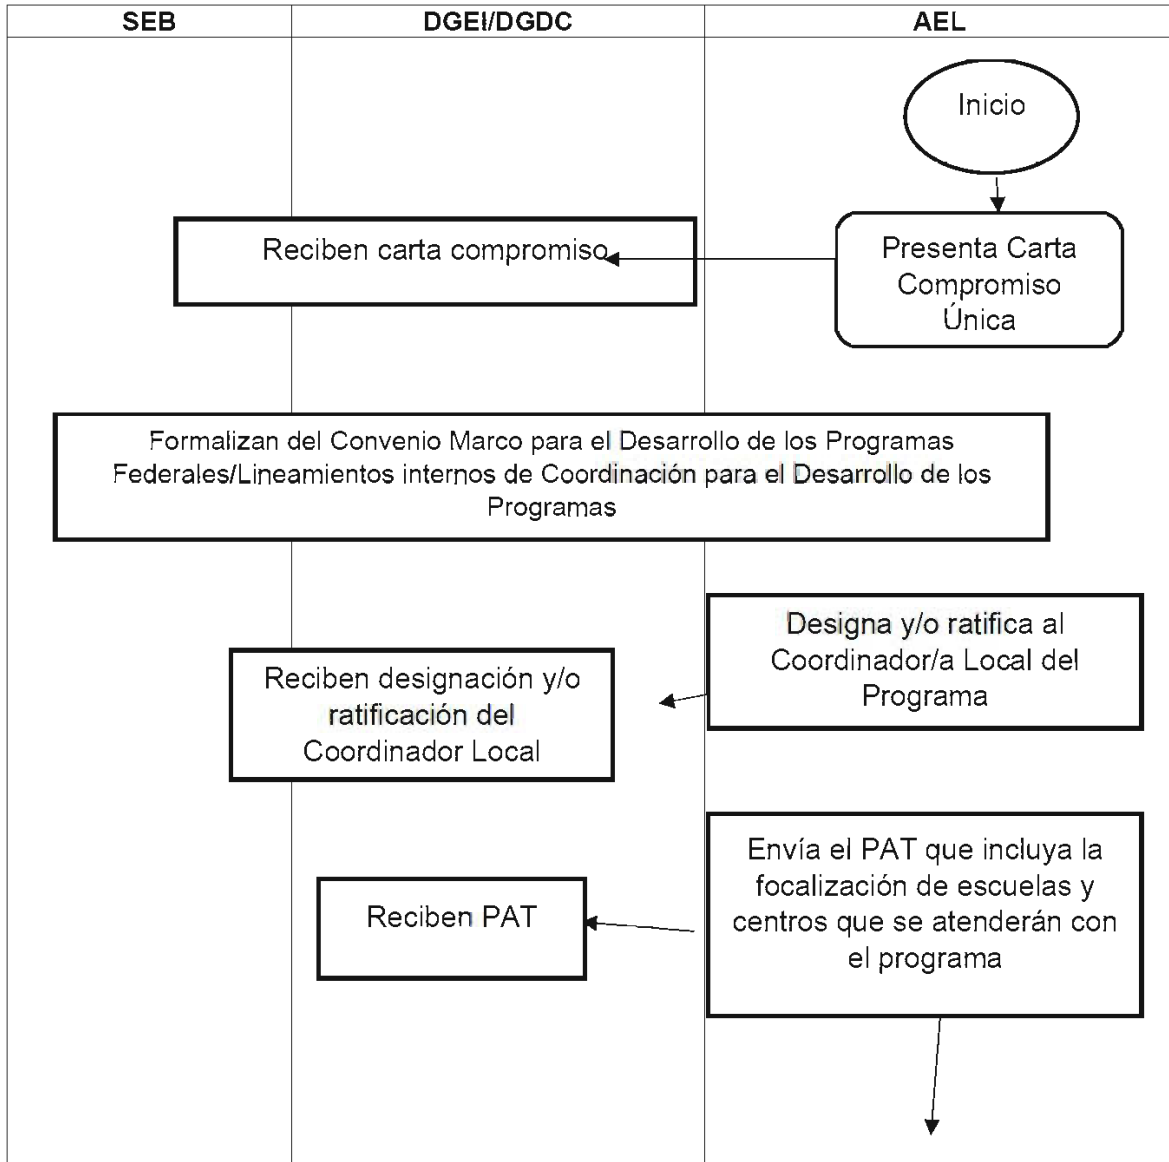 SEB
DGEI/DGDC
AEL
Inicio
Presenta Carta
Compromiso
Única
Reciben carta compromiso
Formalizan del Convenio Marco para el Desarrollo de los Programas
Federales/Lineamientos internos de Coordinación para el Desarrollo de los
Programas
Designa y/o ratifica al
Coordinador/a Local del
Programa
Reciben designación y/o
ratificación del
Coordinador Local
Envía el PAT que incluya la
focalización de escuelas y
centros que se atenderán con
el programa
Reciben PAT